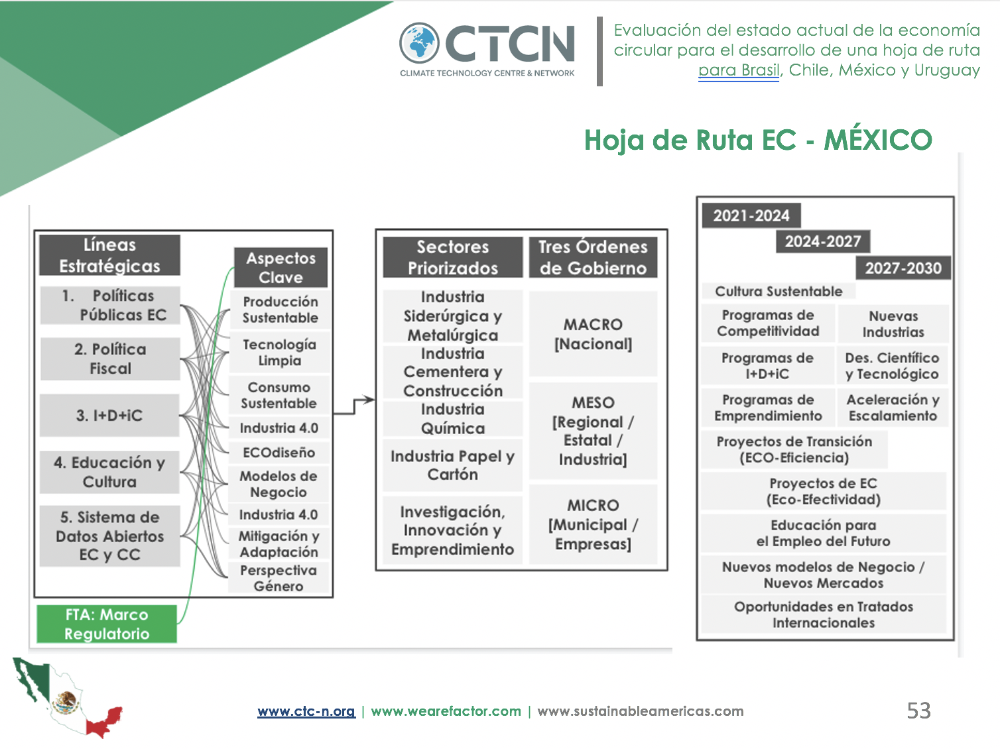 CTCN
CLIMATE TECHNOLOGY CENTRE & NETWORK
Evaluación del estado actual de la economía
circular para el desarrollo de una hoja de ruta
para Brasil, Chile, México y Uruguay
Hoja de Ruta EC - MÉXICO
Líneas
Estratégicas
1. Políticas
Públicas EC
2. Política
Fiscal
3. I+D+iC
4. Educación y
Cultura
5. Sistema de
Datos Abiertos
EC y CC
FTA: Marco
Regulatorio
Aspectos
Clave
Producción
Sustentable
Tecnología
Limpia
Consumo
Sustentable
Industria 4.0
ECOdiseño
Modelos de
Negocio
Industria 4.0
Mitigación y
Adaptación
Perspectiva
Género
Sectores
Priorizados
Industria
Siderúrgica y
Metalúrgica
Industria
Cementera y
Construcción
Industria
Química
Industria Papel y
Cartón
Investigación,
Innovación y
Emprendimiento
Tres Órdenes
de Gobierno
MACRO
[Nacional]
MESO
[Regional /
Estatal /
Industria]
MICRO
[Municipal /
Empresas]
2021-2024
2024-2027
2027-2030
Cultura Sustentable
Programas de
Competitividad
Nuevas
Industrias
Programas de
I+D+iC
Des. Científico
y Tecnológico
Programas de
Emprendimiento
Aceleración y
Escalamiento
Proyectos de Transición
(ECO-Eficiencia)
Proyectos de EC
(Eco-Efectividad)
Educación para
el Empleo del Futuro
Nuevos modelos de Negocio /
Nuevos Mercados
Oportunidades en Tratados
Internacionales
www.ctc-n.org | www.wearefactor.com | www.sustainableamericas.com
53